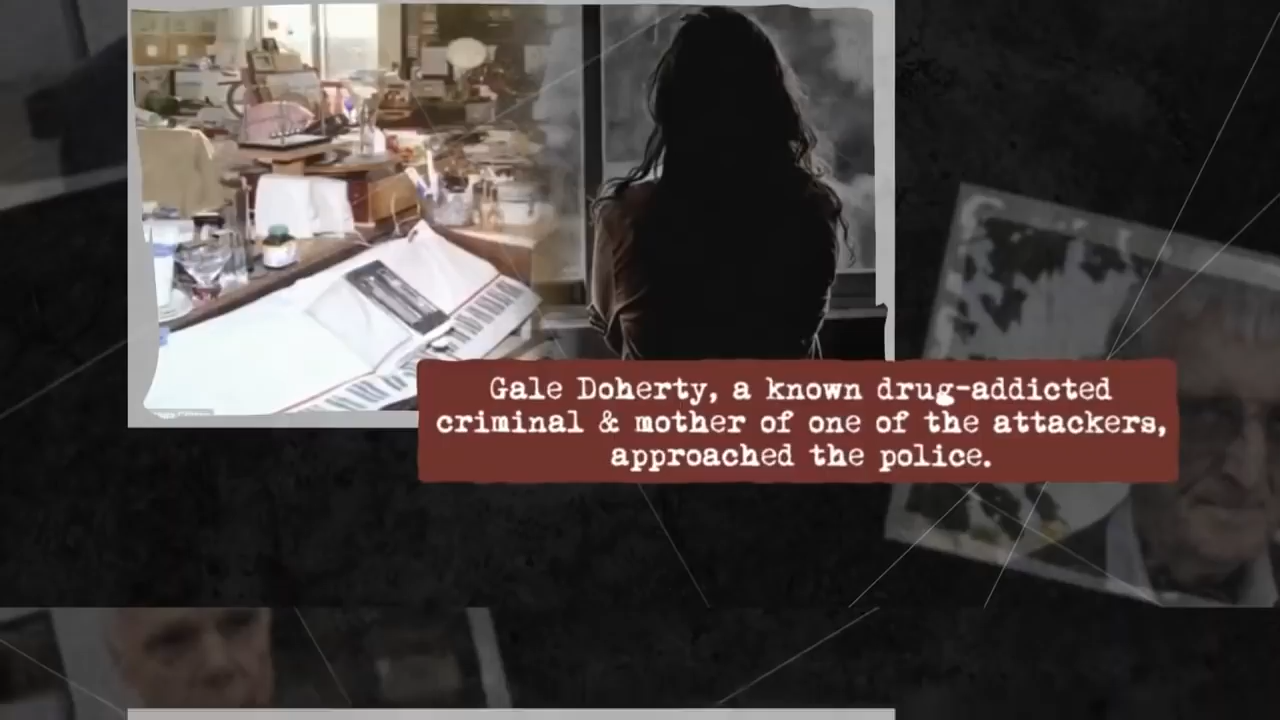 Gale Doherty, a known drug-addicted
criminal & mother of one of the attackers,
approached the police.